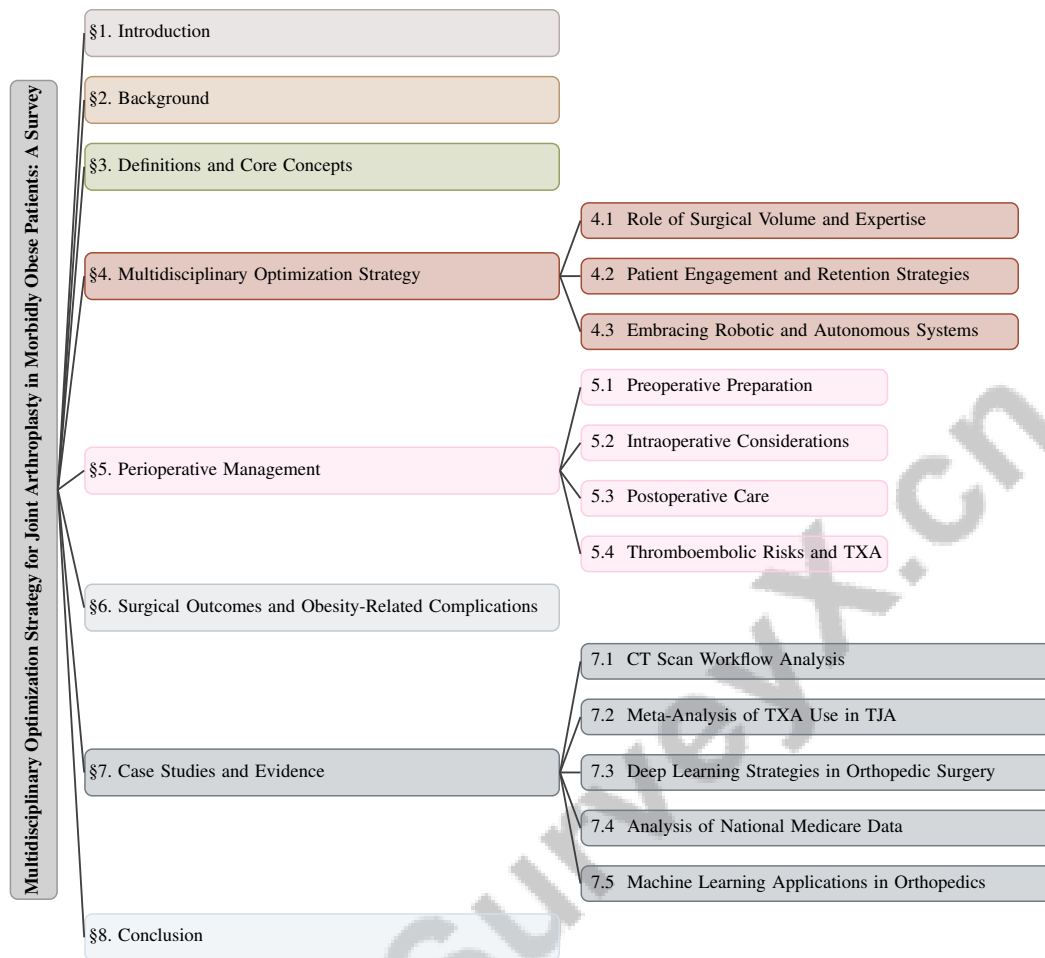 Multidisciplinary Optimization Strategy for Joint Arthroplasty in Morbidly Obese Patients: A Survey
§1. Introduction
§2. Background
§3. Definitions and Core Concepts
§4. Multidisciplinary Optimization Strategy
4.1 Role of Surgical Volume and Expertise
4.2 Patient Engagement and Retention Strategies
4.3 Embracing Robotic and Autonomous Systems
§5. Perioperative Management
5.1 Preoperative Preparation
5.2 Intraoperative Considerations
5.3 Postoperative Care
5.4 Thromboembolic Risks and TXA
§6. Surgical Outcomes and Obesity-Related Complications
§7. Case Studies and Evidence
7.1 CT Scan Workflow Analysis
7.2 Meta-Analysis of TXA Use in TJA
7.3 Deep Learning Strategies in Orthopedic Surgery
7.4 Analysis of National Medicare Data
7.5 Machine Learning Applications in Orthopedics
§8. Conclusion
SurveyX.cn